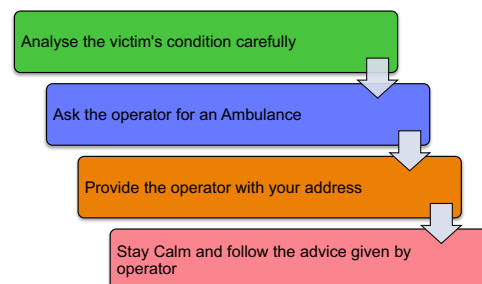 Analyse the victim's condition carefully
Ask the operator for an Ambulance
Provide the operator with your address
Stay Calm and follow the advice given by
operator